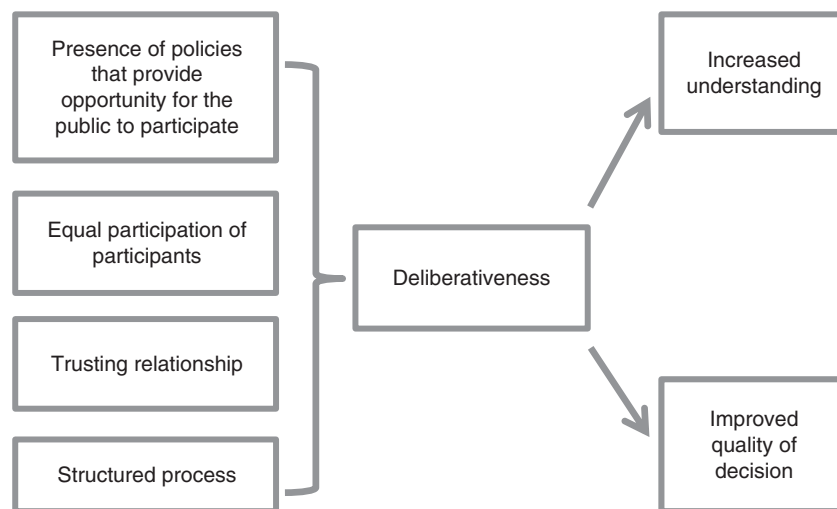 Presence of policies
that provide
opportunity for the
public to participate
Equal participation of
participants
Trusting relationship
Structured process
Deliberativeness
Increased
understanding
Improved
quality of
decision